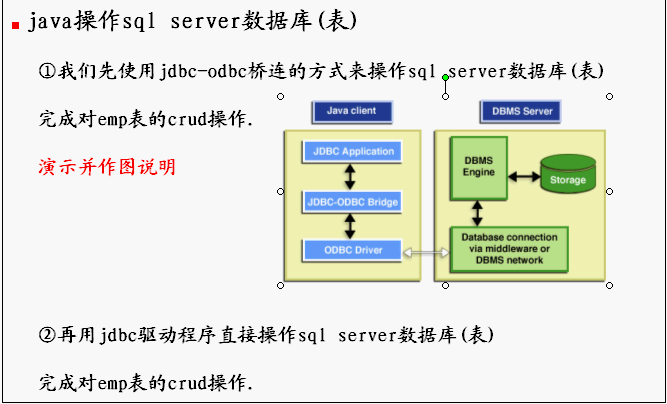 java操作sql server数据库(表)
①我们先使用jdbc-odbc桥连的方式来操作sql server数据库(表)
完成对emp表的crud操作.
演示并作图说明
Java client
JDBC Application
JDBC-ODBC Bridge
ODBC Driver
DBMS Server
DBMS
Engine
Storage
Database connection
via middleware or
DBMS network
②再用jdbc驱动程序直接操作sql server数据库(表)
完成对emp表的crud操作.